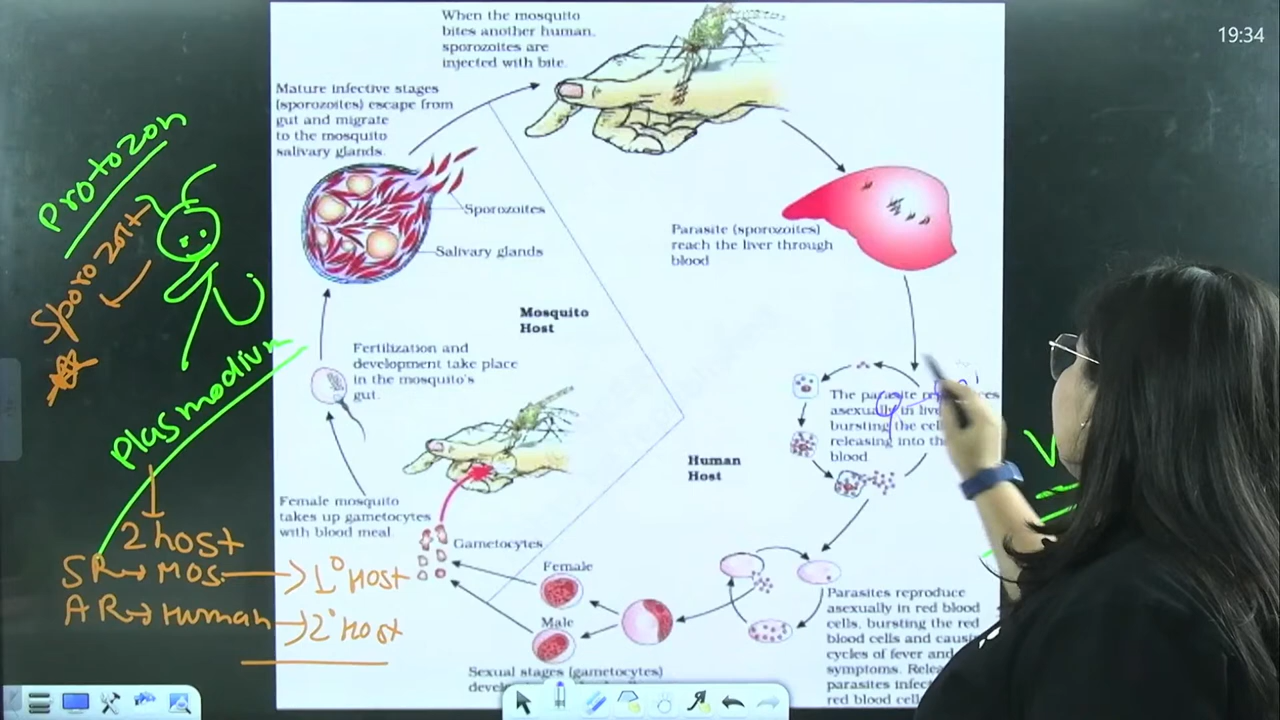 19:34
When the mosquito
bites another human,
sporozoites are
injected with bite.
Mature infective stages
(sporozoites) escape from
gut and migrate
to the mosquito
salivary glands.
Sporozoites
Salivary glands
Parasite (sporozoites)
reach the liver through
blood
Mosquito
Host
Fertilization and
development take place
in the mosquito's
gut.
The parasite
asexually in
bursting the
releasing into
blood
Human
Host
Female mosquito
takes up gametocytes
with blood meal.
Gametocytes
Female
Male
Sexual stages (gametocytes)
Parasites reproduce
asexually in red blood
cells, bursting the red
blood cells and
cycles of fever and
symptoms.
parasites
red blood
Protozon
Sporozoit
Plasmodium
2 host
SR→ Mos → 1° Host
AR→ Human → 2° Host